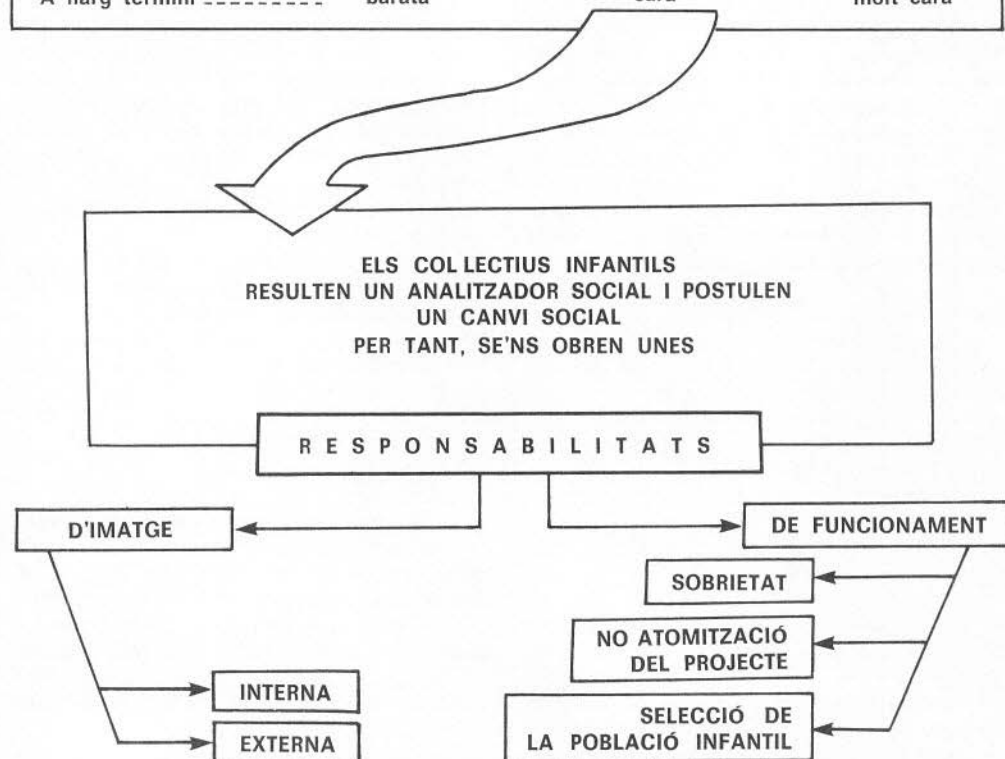 A llarg termini --------- barata cara molt cara
ELS COL LECTIUS INFANTILS
RESULTEN UN ANALITZADOR SOCIAL I POSTULEN
UN CANVI SOCIAL
PER TANT, SE'NS OBREN UNES
RESPONSABILITATS
D'IMATGE
DE FUNCIONAMENT
SOBRIETAT
NO ATOMITZACIÓ
DEL PROJECTE
INTERNA
EXTERNA
SELECCIÓ DE
LA POBLACIÓ INFANTIL